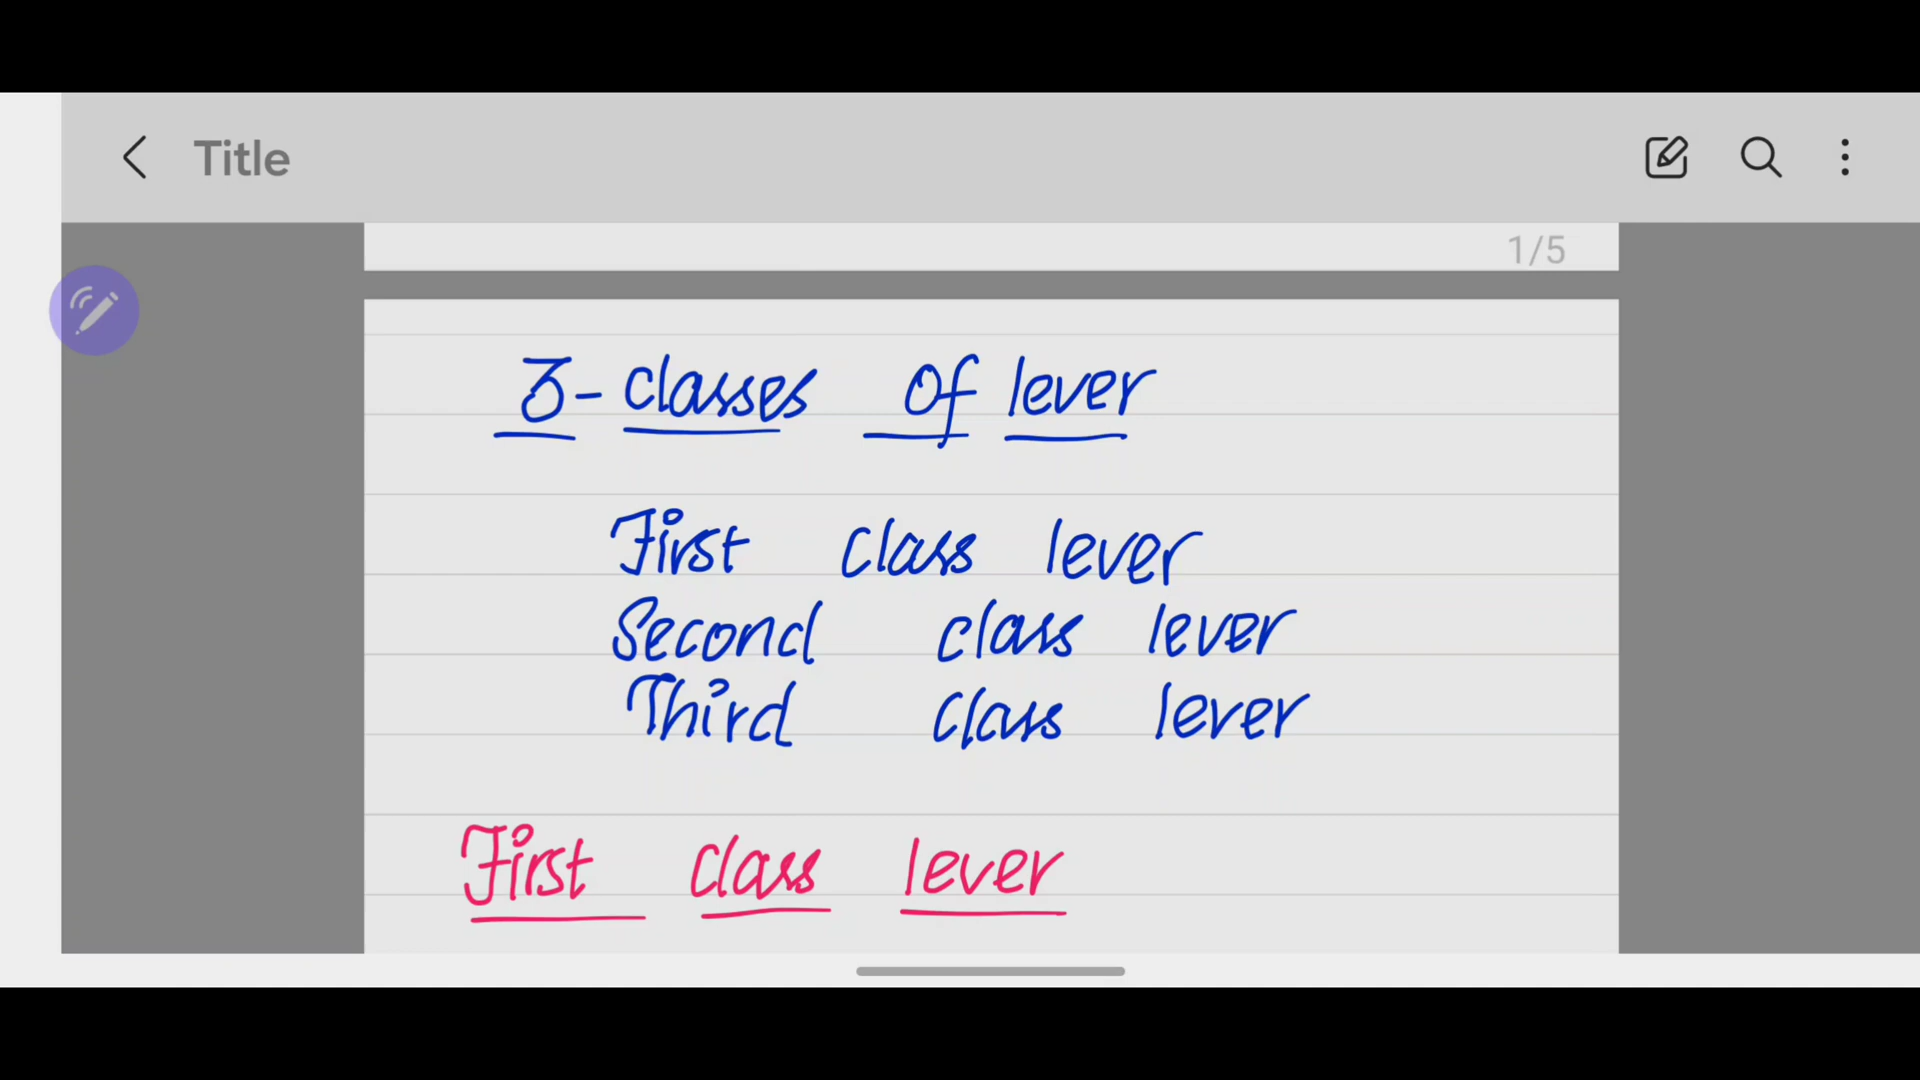 Title
1/5
3- classes of lever
First class lever
Second class lever
Third class lever
First class lever